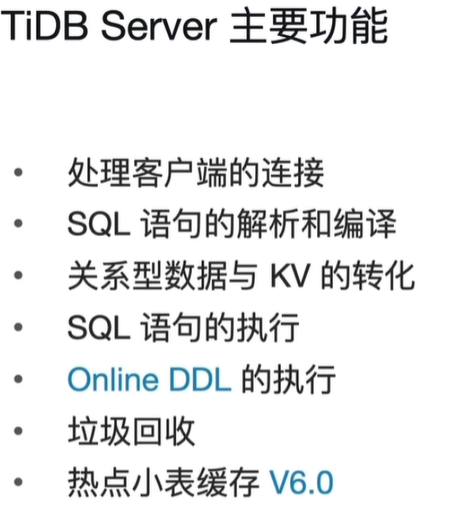 TiDB Server 主要功能
• 处理客户端的连接
• SQL 语句的解析和编译
• 关系型数据与 KV 的转化
• SQL 语句的执行
• Online DDL 的执行
• 垃圾回收
• 热点小表缓存 V6.0